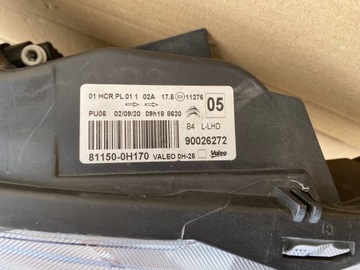 01 HCR PL 01 1 02A 17.5 11276
05
PU06 02/09/20 09h18 8620
B4 L-LHD
90026272
81150-0H170 VALEO 0H-25
Valeo